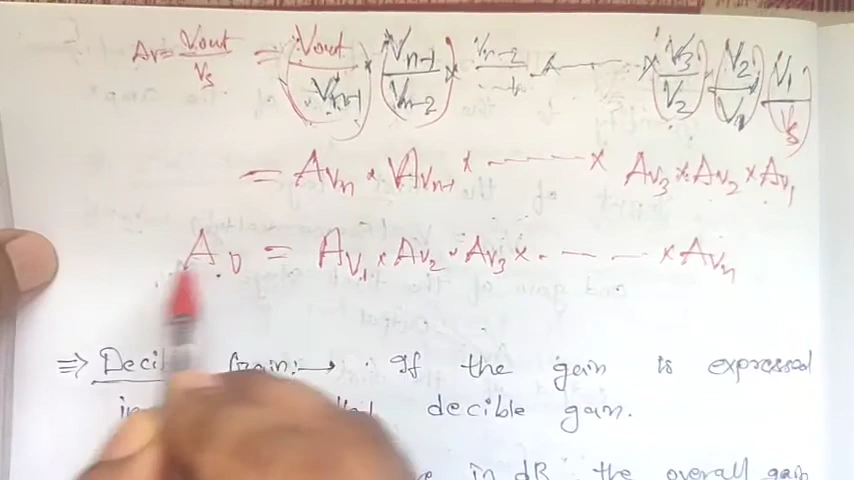 Av = Vout/Vs = (Vout/Vn-1) × (Vn-1/Vn-2) × Vn-2 × ---- × (V3/V2) · (V2/V1) (V1/Vs)
= AVn · AVn-1 × ------ × AV3 × AV2 × AV1
Av = AV1 × AV2 · AV3 × . — — — × AVn
⇒ Gain:→ If the gain is expressed
decible gain.
in dB the overall gain